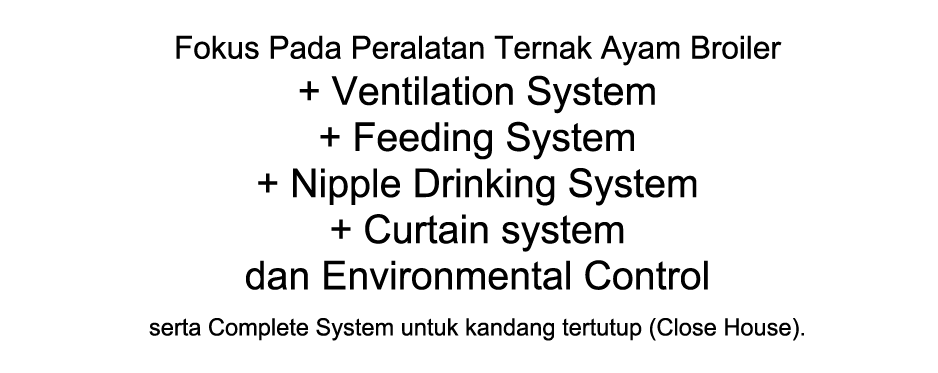 Fokus Pada Peralatan Ternak Ayam Broiler
+ Ventilation System
+ Feeding System
+ Nipple Drinking System
+ Curtain system
dan Environmental Control
serta Complete System untuk kandang tertutup (Close House).